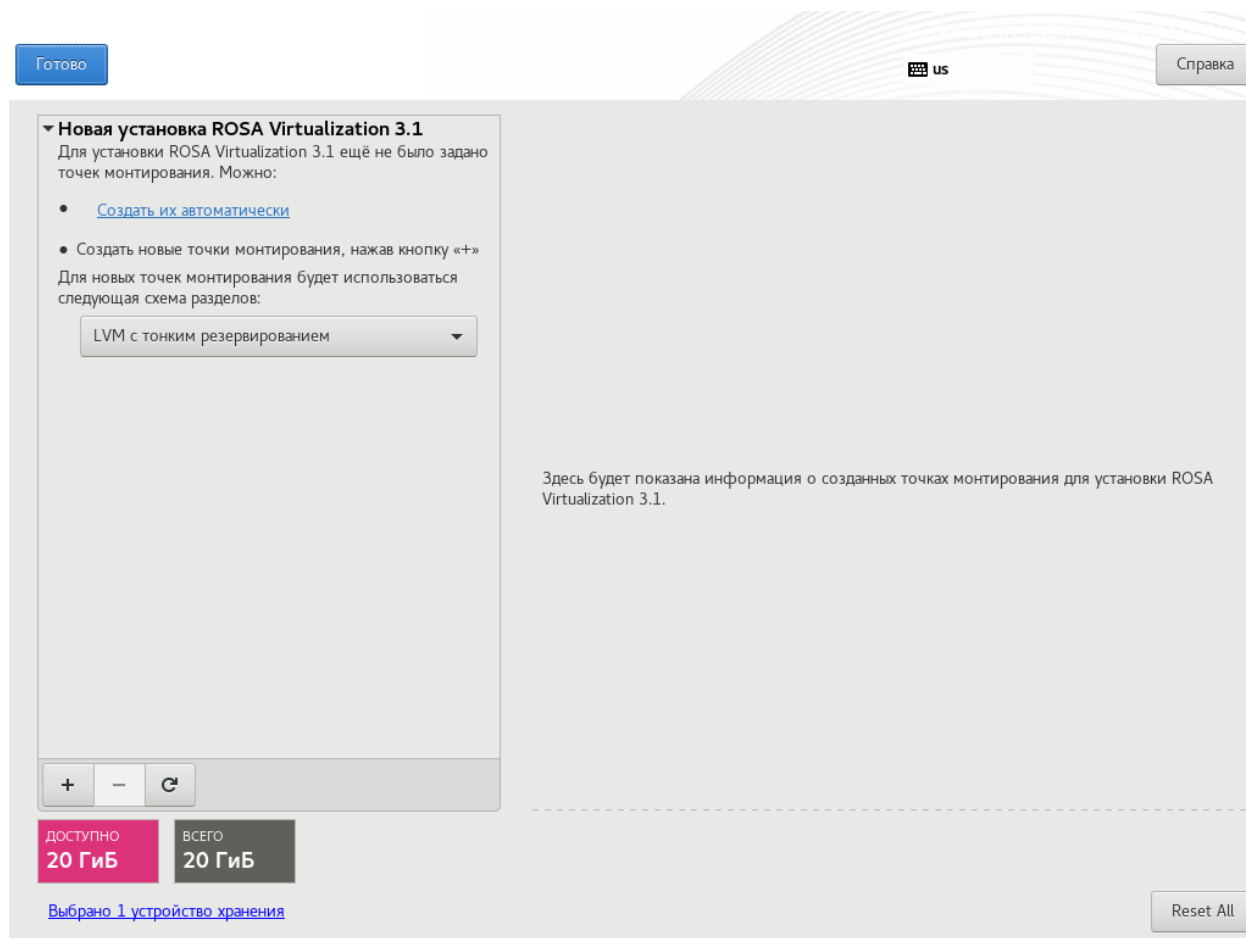 Готово
us
Справка
Новая установка ROSA Virtualization 3.1
Для установки ROSA Virtualization 3.1 ещё не было задано
точек монтирования. Можно:
• Создать их автоматически
• Создать новые точки монтирования, нажав кнопку «+»
Для новых точек монтирования будет использоваться
следующая схема разделов:
LVM с тонким резервированием
Здесь будет показана информация о созданных точках монтирования для установки ROSA
Virtualization 3.1.
+ −
ДОСТУПНО
20 ГиБ
ВСЕГО
20 ГиБ
Выбрано 1 устройство хранения
Reset All